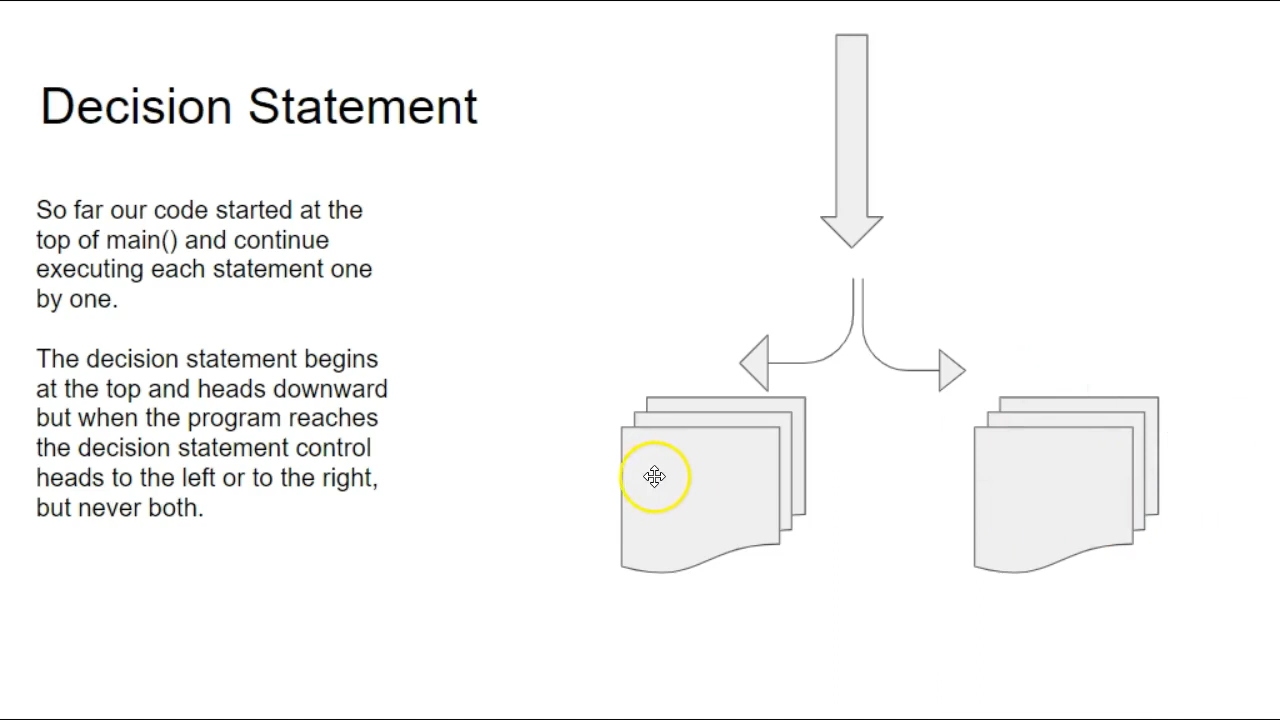 Decision Statement
So far our code started at the
top of main() and continue
executing each statement one
by one.
The decision statement begins
at the top and heads downward
but when the program reaches
the decision statement control
heads to the left or to the right,
but never both.